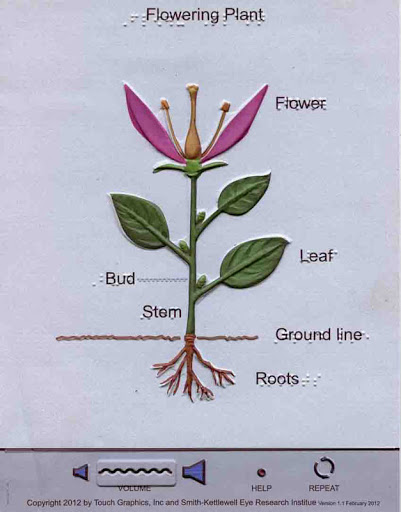 Flowering Plant
Flower
Leaf
Bud
Stem
Ground line
Roots
VOLUME
HELP
REPEAT
Copyright 2012 by Touch Graphics, Inc and Smith-Kettlewell Eye Research Institue Version 1.1 February 2012